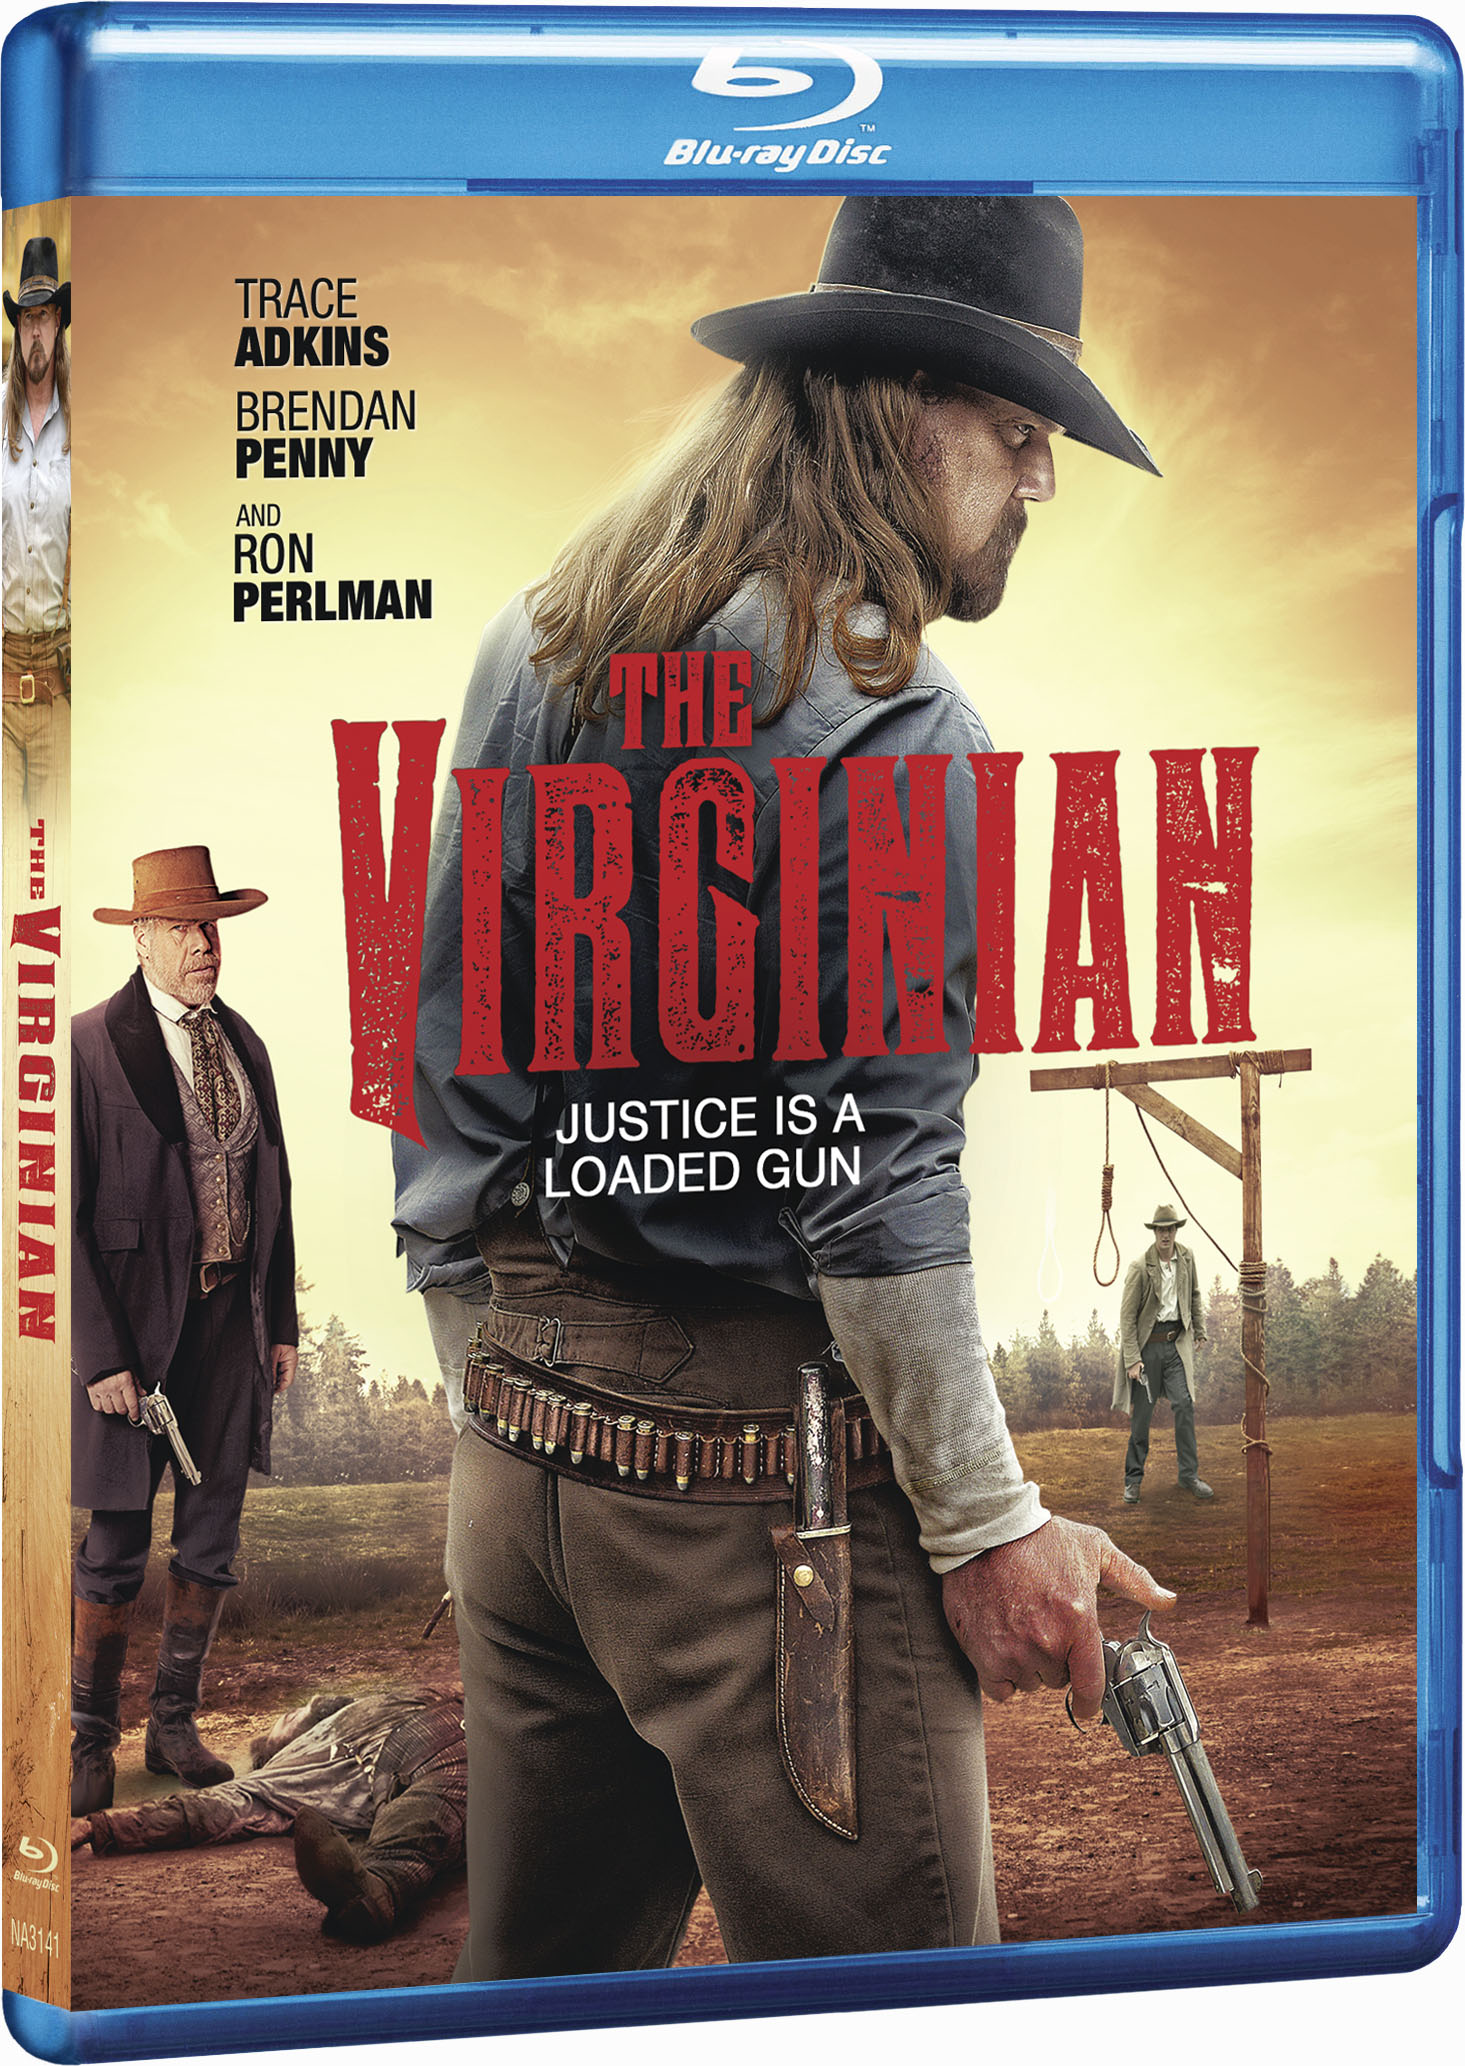 Blu-ray Disc™
TRACE
ADKINS
BRENDAN
PENNY
AND
RON
PERLMAN
THE
VIRGINIAN
JUSTICE IS A
LOADED GUN
THE VIRGINIAN
Blu-ray Disc
NA3141